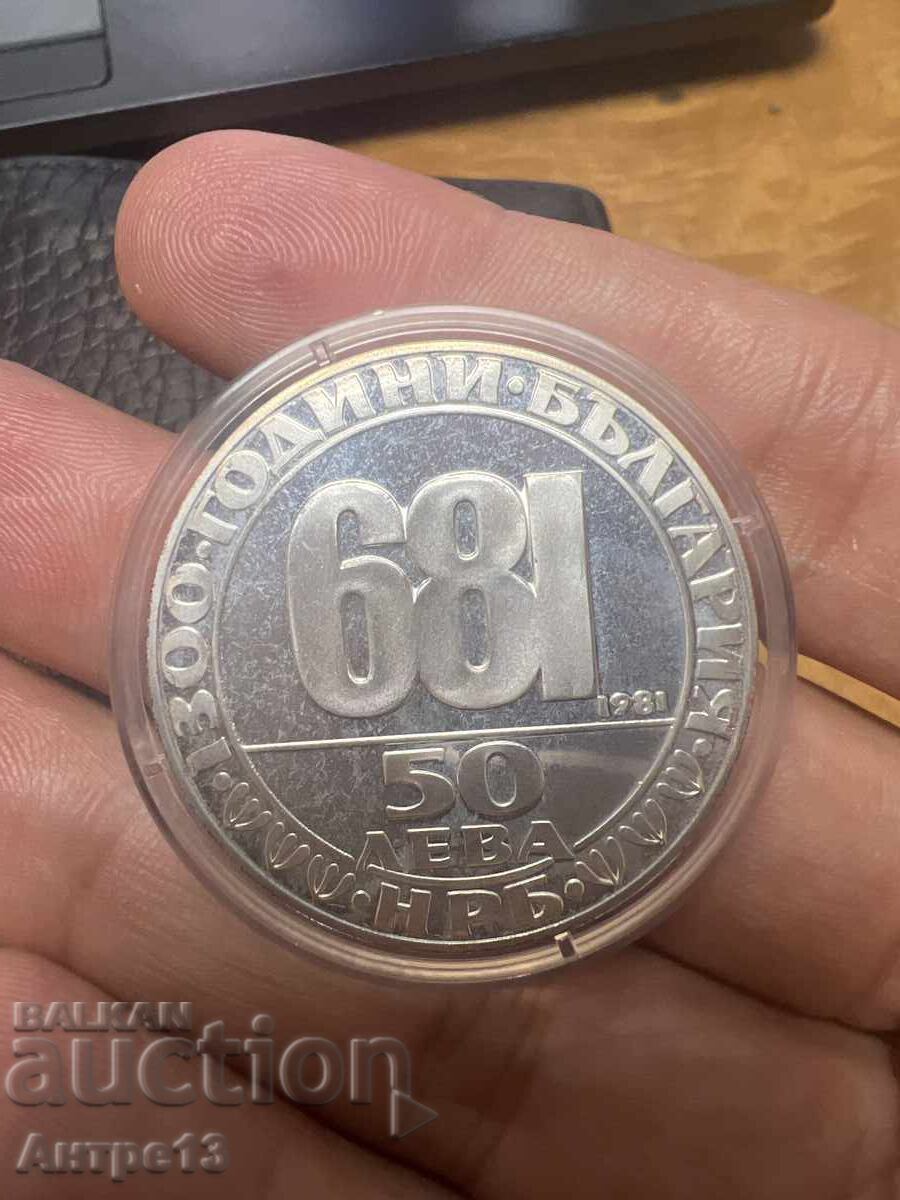 1300·ГОДИНИ·БЪЛГАРИЯ
681
1981
50
ЛЕВА
·НРБ·
BALKAN
auction
Антре13